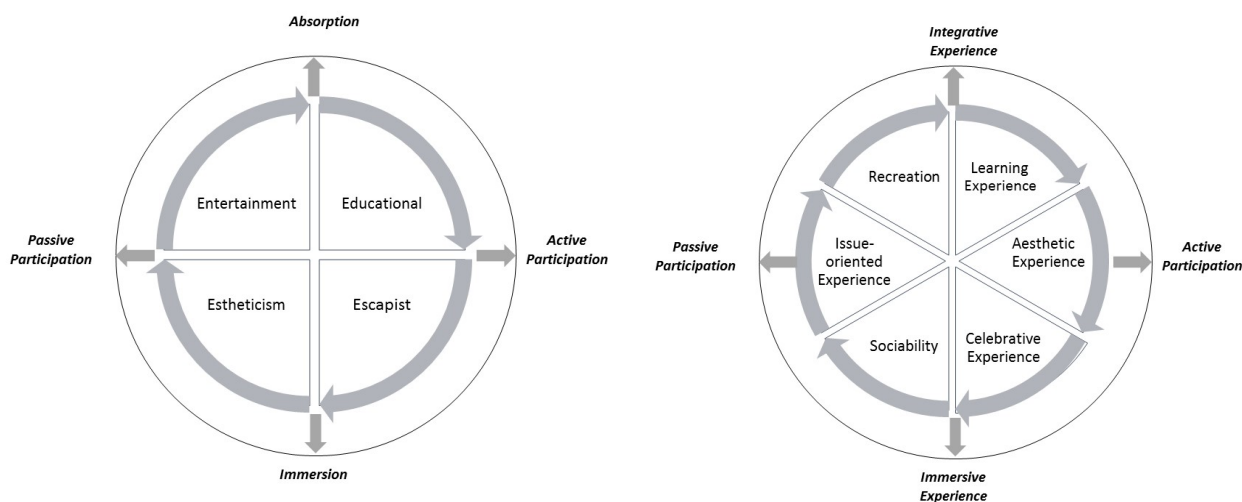 Absorption
Entertainment
Educational
Passive
Participation
Active
Participation
Estheticism
Escapist
Immersion
Integrative
Experience
Recreation
Learning
Experience
Passive
Participation
Issue-
oriented
Experience
Aesthetic
Experience
Active
Participation
Sociability
Celebrative
Experience
Immersive
Experience